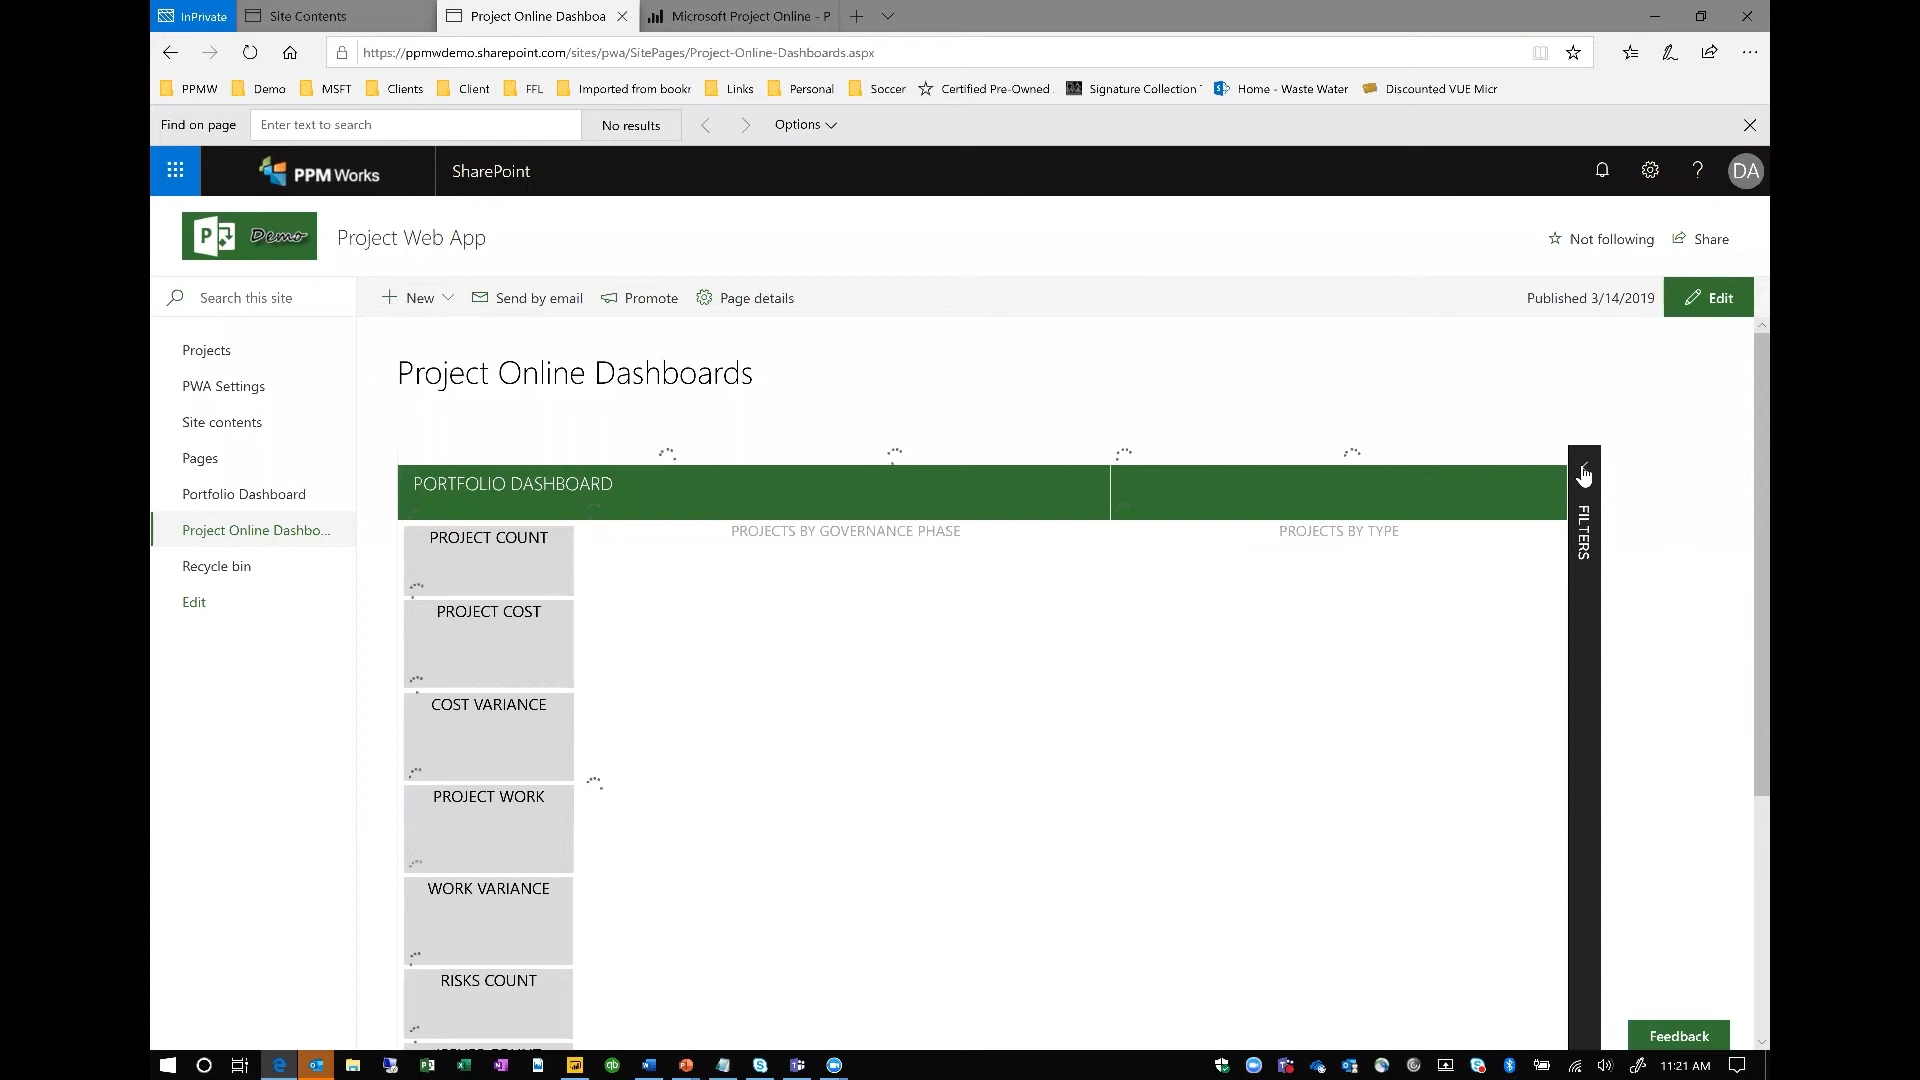 InPrivate
Site Contents
Project Online Dashboa
Microsoft Project Online - P
https://ppmwdemo.sharepoint.com/sites/pwa/SitePages/Project-Online-Dashboards.aspx
PPMW Demo MSFT Clients Client FFL Imported from bookr Links Personal Soccer Certified Pre-Owned Signature Collection Home - Waste Water Discounted VUE Micr
Find on page Enter text to search No results Options
PPM Works SharePoint ? DA
P Demo Project Web App Not following Share
Search this site New Send by email Promote Page details Published 3/14/2019 Edit
Projects
PWA Settings
Site contents
Pages
Portfolio Dashboard
Project Online Dashbo...
Recycle bin
Edit
Project Online Dashboards
PORTFOLIO DASHBOARD
FILTERS
PROJECT COUNT PROJECTS BY GOVERNANCE PHASE PROJECTS BY TYPE
PROJECT COST
COST VARIANCE
PROJECT WORK
WORK VARIANCE
RISKS COUNT
Feedback
11:21 AM